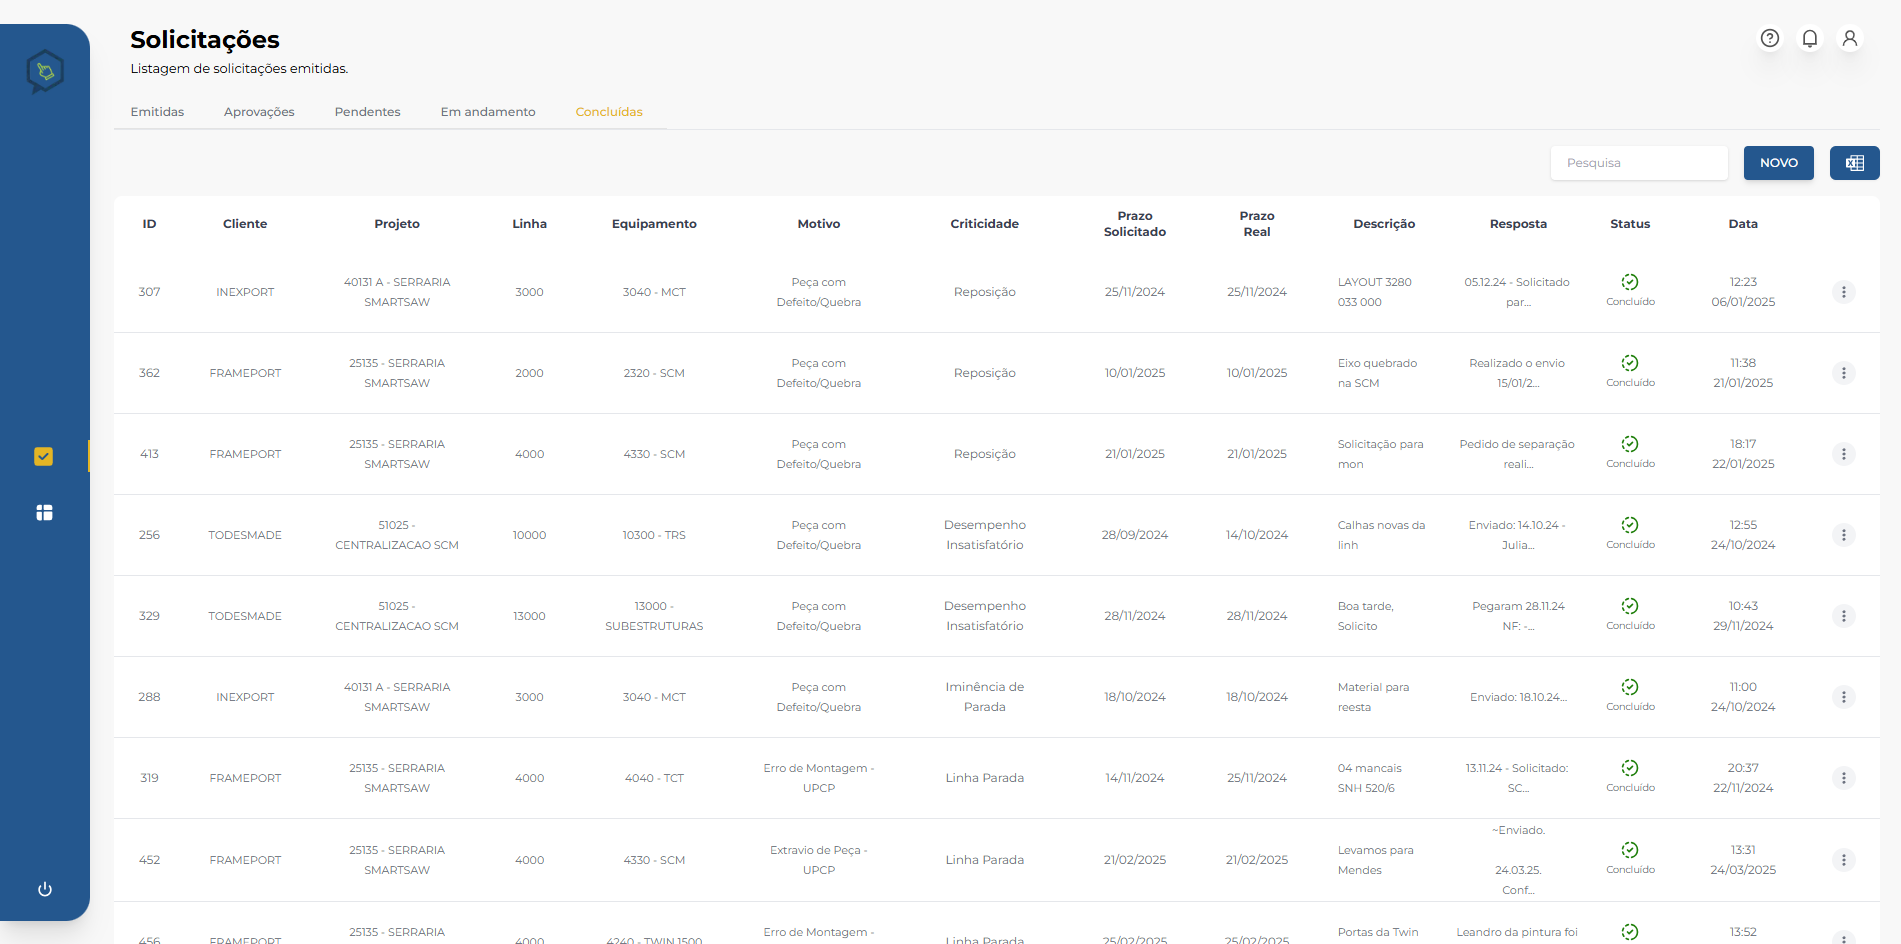 Solicitações
Listagem de solicitações emitidas.
Emitidas Aprovações Pendentes Em andamento Concluídas
Pesquisa NOVO
ID Cliente Projeto Linha Equipamento Motivo Criticidade Prazo Solicitado Prazo Real Descrição Resposta Status Data
307 INEXPORT 40131 A - SERRARIA SMARTSAW 3000 3040 - MCT Peça com Defeito/Quebra Reposição 25/11/2024 25/11/2024 LAYOUT 3280 033 000 05.12.24 - Solicitado par... Concluído 12:23 06/01/2025
362 FRAMEPORT 25135 - SERRARIA SMARTSAW 2000 2320 - SCM Peça com Defeito/Quebra Reposição 10/01/2025 10/01/2025 Eixo quebrado na SCM Realizado o envio 15/01/2... Concluído 11:38 21/01/2025
413 FRAMEPORT 25135 - SERRARIA SMARTSAW 4000 4330 - SCM Peça com Defeito/Quebra Reposição 21/01/2025 21/01/2025 Solicitação para mon Pedido de separação reali... Concluído 18:17 22/01/2025
256 TODESMADE 51025 - CENTRALIZACAO SCM 10000 10300 - TRS Peça com Defeito/Quebra Desempenho Insatisfatório 28/09/2024 14/10/2024 Calhas novas da linh Enviado: 14.10.24 - Julia... Concluído 12:55 24/10/2024
329 TODESMADE 51025 - CENTRALIZACAO SCM 13000 13000 - SUBESTRUTURAS Peça com Defeito/Quebra Desempenho Insatisfatório 28/11/2024 28/11/2024 Boa tarde, Solicito Pegaram 28.11.24 NF: -... Concluído 10:43 29/11/2024
288 INEXPORT 40131 A - SERRARIA SMARTSAW 3000 3040 - MCT Peça com Defeito/Quebra Iminência de Parada 18/10/2024 18/10/2024 Material para reesta Enviado: 18.10.24... Concluído 11:00 24/10/2024
319 FRAMEPORT 25135 - SERRARIA SMARTSAW 4000 4040 - TCT Erro de Montagem - UPCP Linha Parada 14/11/2024 25/11/2024 04 mancais SNH 520/6 13.11.24 - Solicitado: SC... Concluído 20:37 22/11/2024
452 FRAMEPORT 25135 - SERRARIA SMARTSAW 4000 4330 - SCM Extravio de Peça - UPCP Linha Parada 21/02/2025 21/02/2025 Levamos para Mendes ~Enviado. 24.03.25. Conf... Concluído 13:31 24/03/2025
456 FRAMEPORT 25135 - SERRARIA 4000 4240 - TWIN 1500 Erro de Montagem - Linha Parada 25/02/2025 25/02/2025 Portas da Twin Leandro da pintura foi 13:52